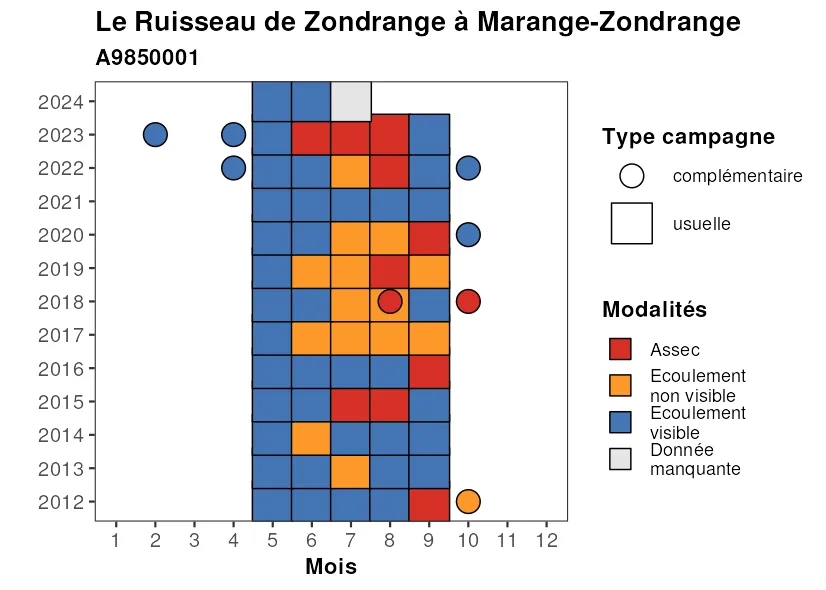 Le Ruisseau de Zondrange à Marange-Zondrange
A9850001
2024
2023
2022
2021
2020
2019
2018
2017
2016
2015
2014
2013
2012
1 2 3 4 5 6 7 8 9 10 11 12
Mois
Type campagne
complémentaire
usuelle
Modalités
Assec
Ecoulement
non visible
Ecoulement
visible
Donnée
manquante